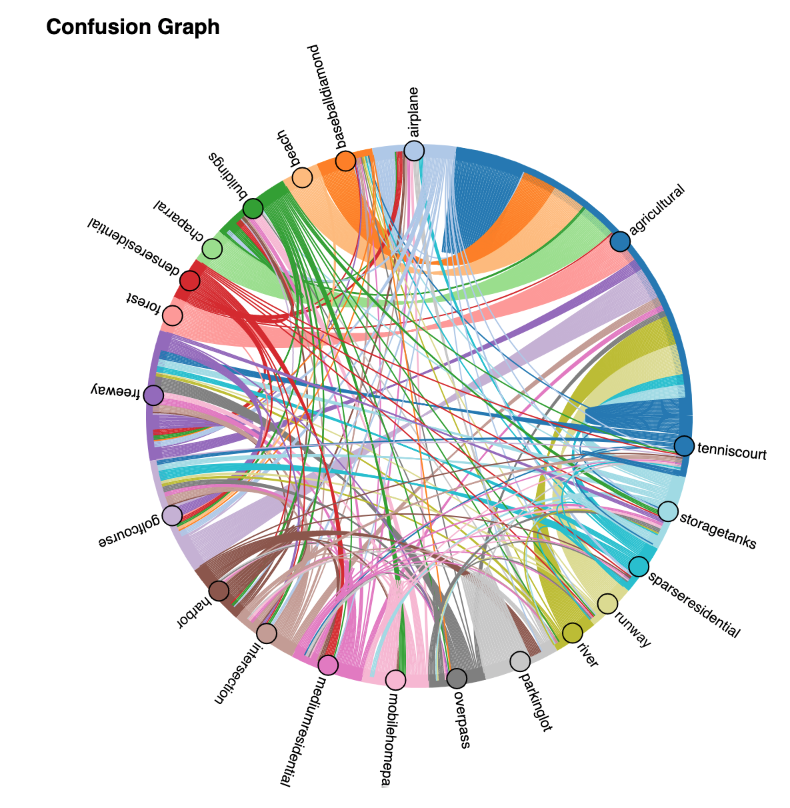 Confusion Graph
airplane
agricultural
tenniscourt
storagetanks
sparseresidential
runway
river
parkinglot
overpass
mobilehomepa
mediumresidential
intersection
harbor
golfcourse
freeway
forest
denseresidential
chaparral
buildings
beach
baseballdiamond